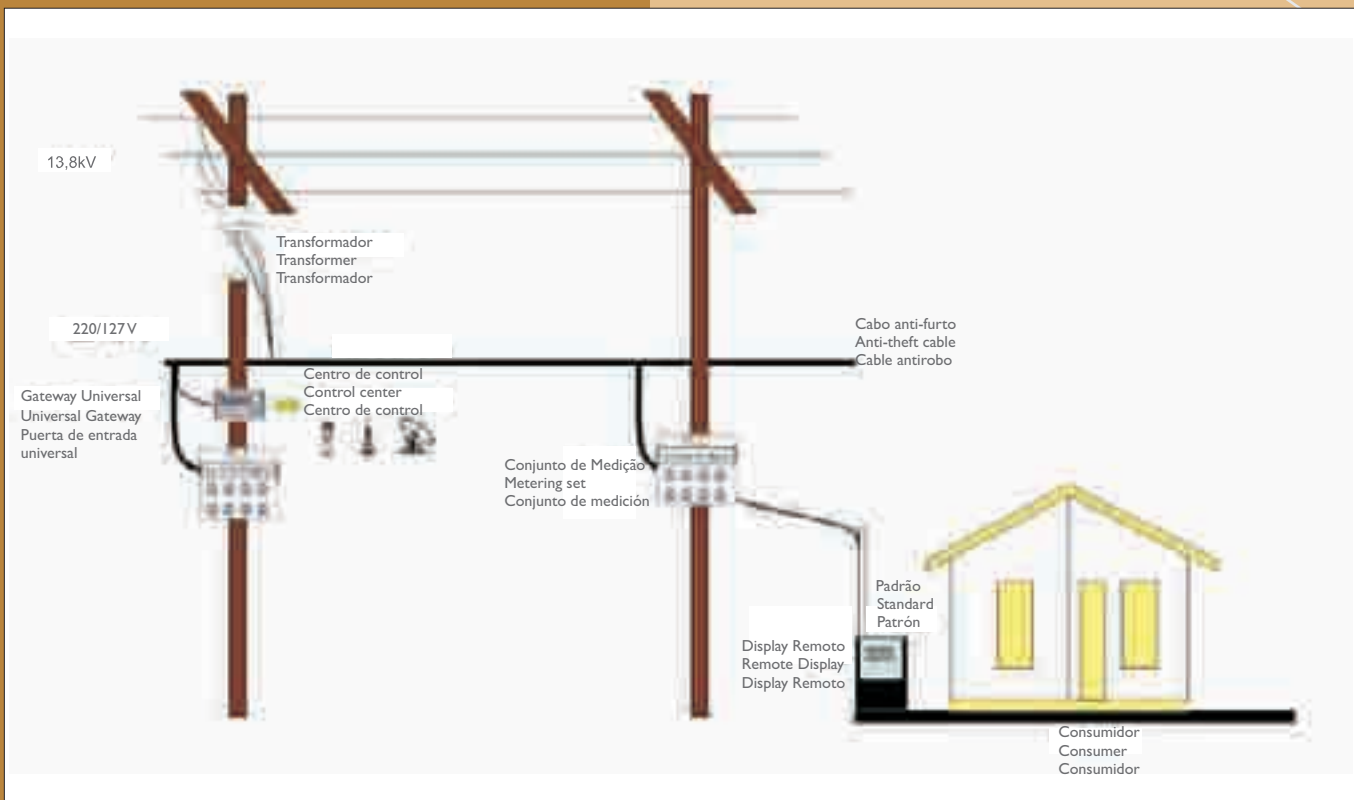 13,8kV
Transformador
Transformer
Transformador
220/127 V
Cabo anti-furto
Anti-theft cable
Cable antirobo
Centro de control
Control center
Centro de control
Gateway Universal
Universal Gateway
Puerta de entrada
universal
Conjunto de Medição
Metering set
Conjunto de medición
Padrão
Standard
Patrón
Display Remoto
Remote Display
Display Remoto
Consumidor
Consumer
Consumidor